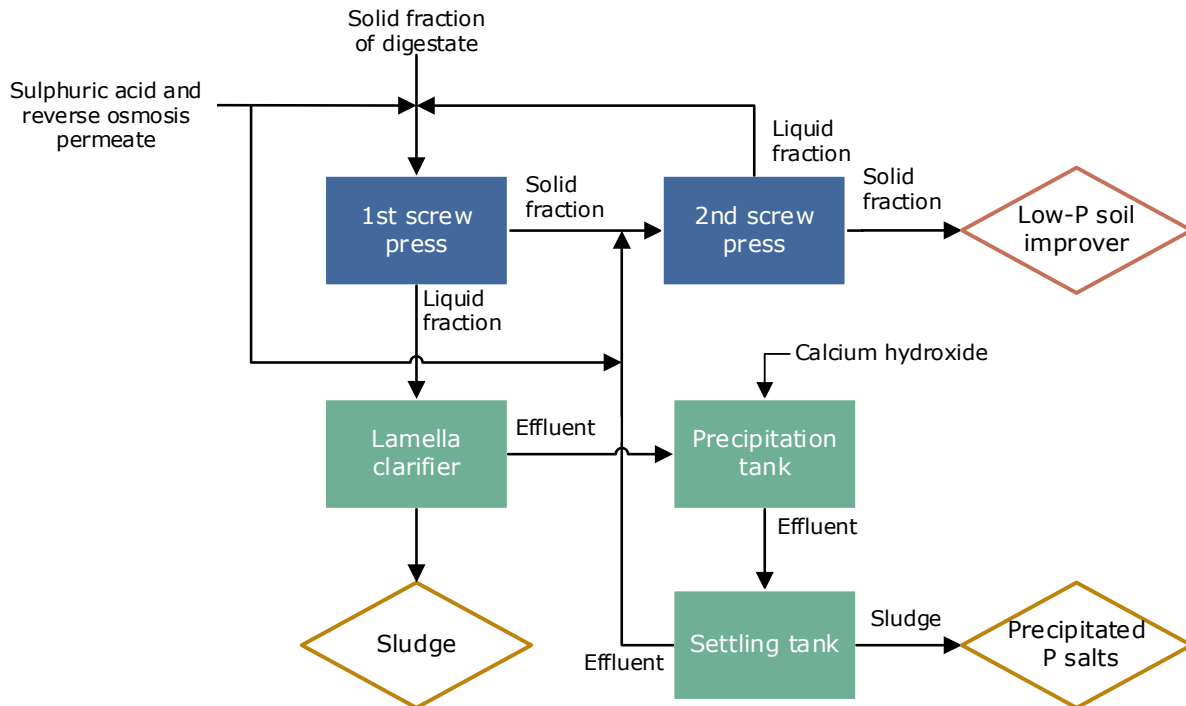 Solid fraction
of digestate
Sulphuric acid and
reverse osmosis
permeate
Liquid
fraction
Solid
fraction
Solid
fraction
1st screw
press
2nd screw
press
Low-P soil
improver
Liquid
fraction
Calcium hydroxide
Effluent
Lamella
clarifier
Precipitation
tank
Effluent
Sludge
Effluent
Settling tank
Sludge
Precipitated
P salts